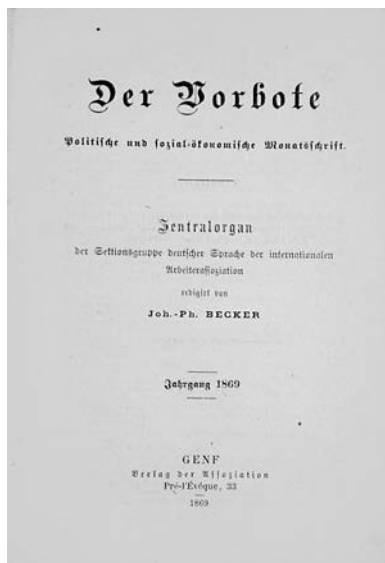 Der Vorbote
Politische und sozial-ökonomische Monatsschrift.
Zentralorgan
der Sektionsgruppe deutscher Sprache der internationalen
Arbeiterassoziation
redigirt von
Joh.-Ph. BECKER
Jahrgang 1869
GENF
Verlag der Assoziation
Pré-l'Évêque, 33
1869